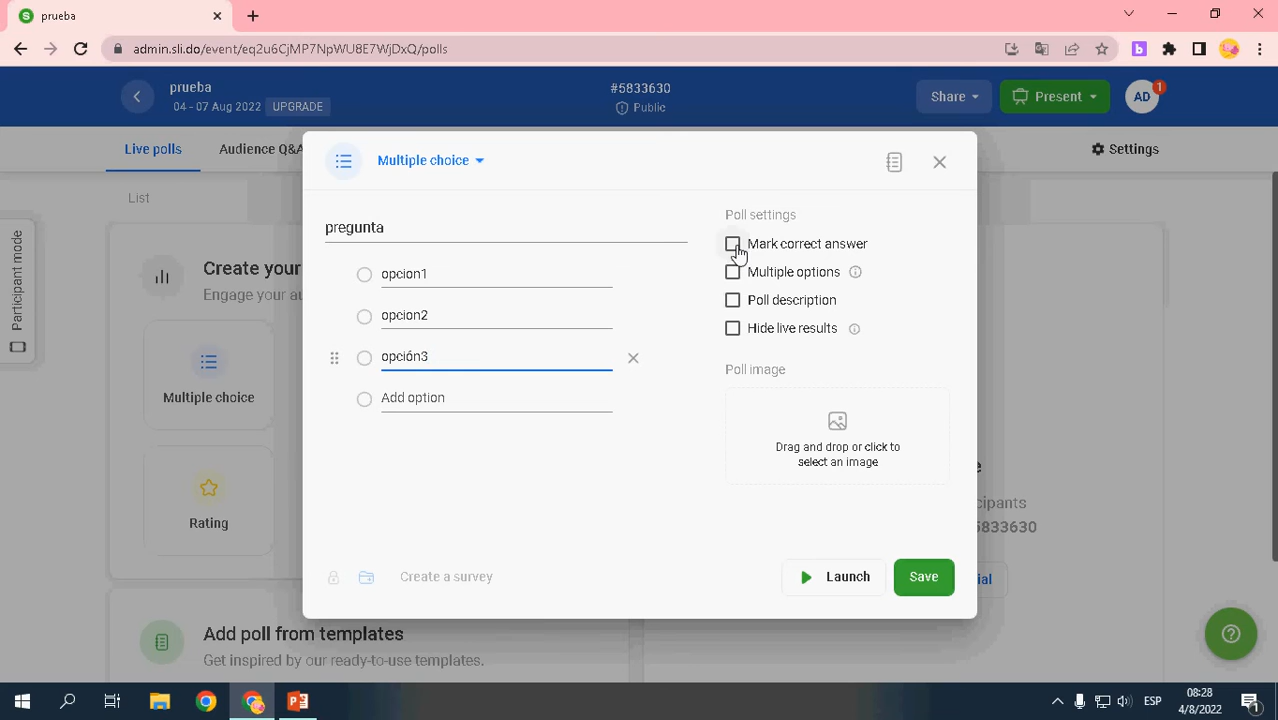 prueba
admin.sli.do/event/eq2u6CjMP7NpWU8E7WjDxQ/polls
prueba
04 - 07 Aug 2022 UPGRADE
#5833630
Public
Share
Present
AD
1
Live polls
Audience Q&A
Settings
List
Participant mode
Create your
Engage your au
Multiple choice
Rating
Add poll from templates
Get inspired by our ready-to-use templates.
Multiple choice
pregunta
opcion1
opcion2
opción3
Add option
Poll settings
Mark correct answer
Multiple options
Poll description
Hide live results
Poll image
Drag and drop or click to
select an image
Create a survey
Launch
Save
e
icipants
5833630
ial
ESP
08:28
4/8/2022
1